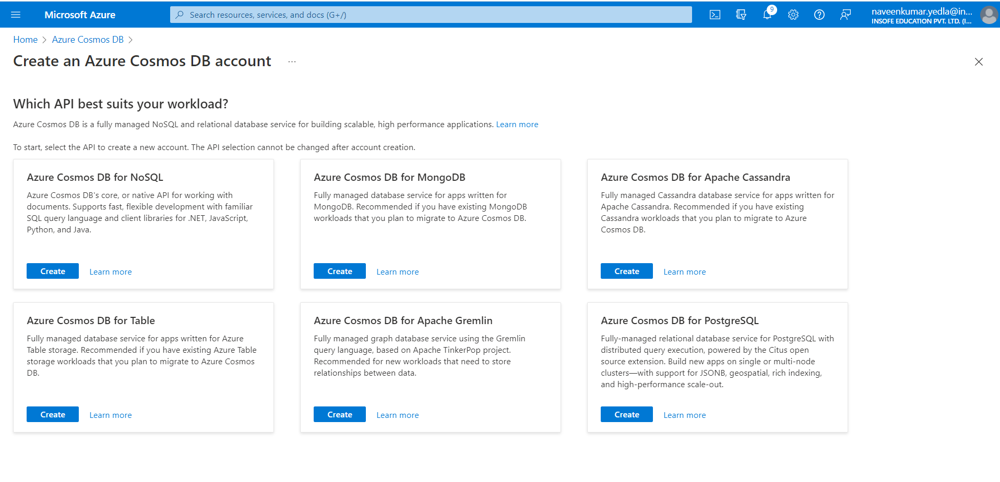 Microsoft Azure
Search resources, services, and docs (G+/)
9
naveenkumar.yedla@in...
INSOFE EDUCATION PVT. LTD. (I...
Home > Azure Cosmos DB >
Create an Azure Cosmos DB account ...
Which API best suits your workload?
Azure Cosmos DB is a fully managed NoSQL and relational database service for building scalable, high performance applications. Learn more
To start, select the API to create a new account. The API selection cannot be changed after account creation.
Azure Cosmos DB for NoSQL
Azure Cosmos DB's core, or native API for working with
documents. Supports fast, flexible development with familiar
SQL query language and client libraries for .NET, JavaScript,
Python, and Java.
Create Learn more
Azure Cosmos DB for MongoDB
Fully managed database service for apps written for
MongoDB. Recommended if you have existing MongoDB
workloads that you plan to migrate to Azure Cosmos DB.
Create Learn more
Azure Cosmos DB for Apache Cassandra
Fully managed Cassandra database service for apps written for
Apache Cassandra. Recommended if you have existing
Cassandra workloads that you plan to migrate to Azure
Cosmos DB.
Create Learn more
Azure Cosmos DB for Table
Fully managed database service for apps written for Azure
Table storage. Recommended if you have existing Azure Table
storage workloads that you plan to migrate to Azure Cosmos
DB.
Create Learn more
Azure Cosmos DB for Apache Gremlin
Fully managed graph database service using the Gremlin
query language, based on Apache TinkerPop project.
Recommended for new workloads that need to store
relationships between data.
Create Learn more
Azure Cosmos DB for PostgreSQL
Fully-managed relational database service for PostgreSQL with
distributed query execution, powered by the Citus open
source extension. Build new apps on single or multi-node
clusters—with support for JSONB, geospatial, rich indexing,
and high-performance scale-out.
Create Learn more